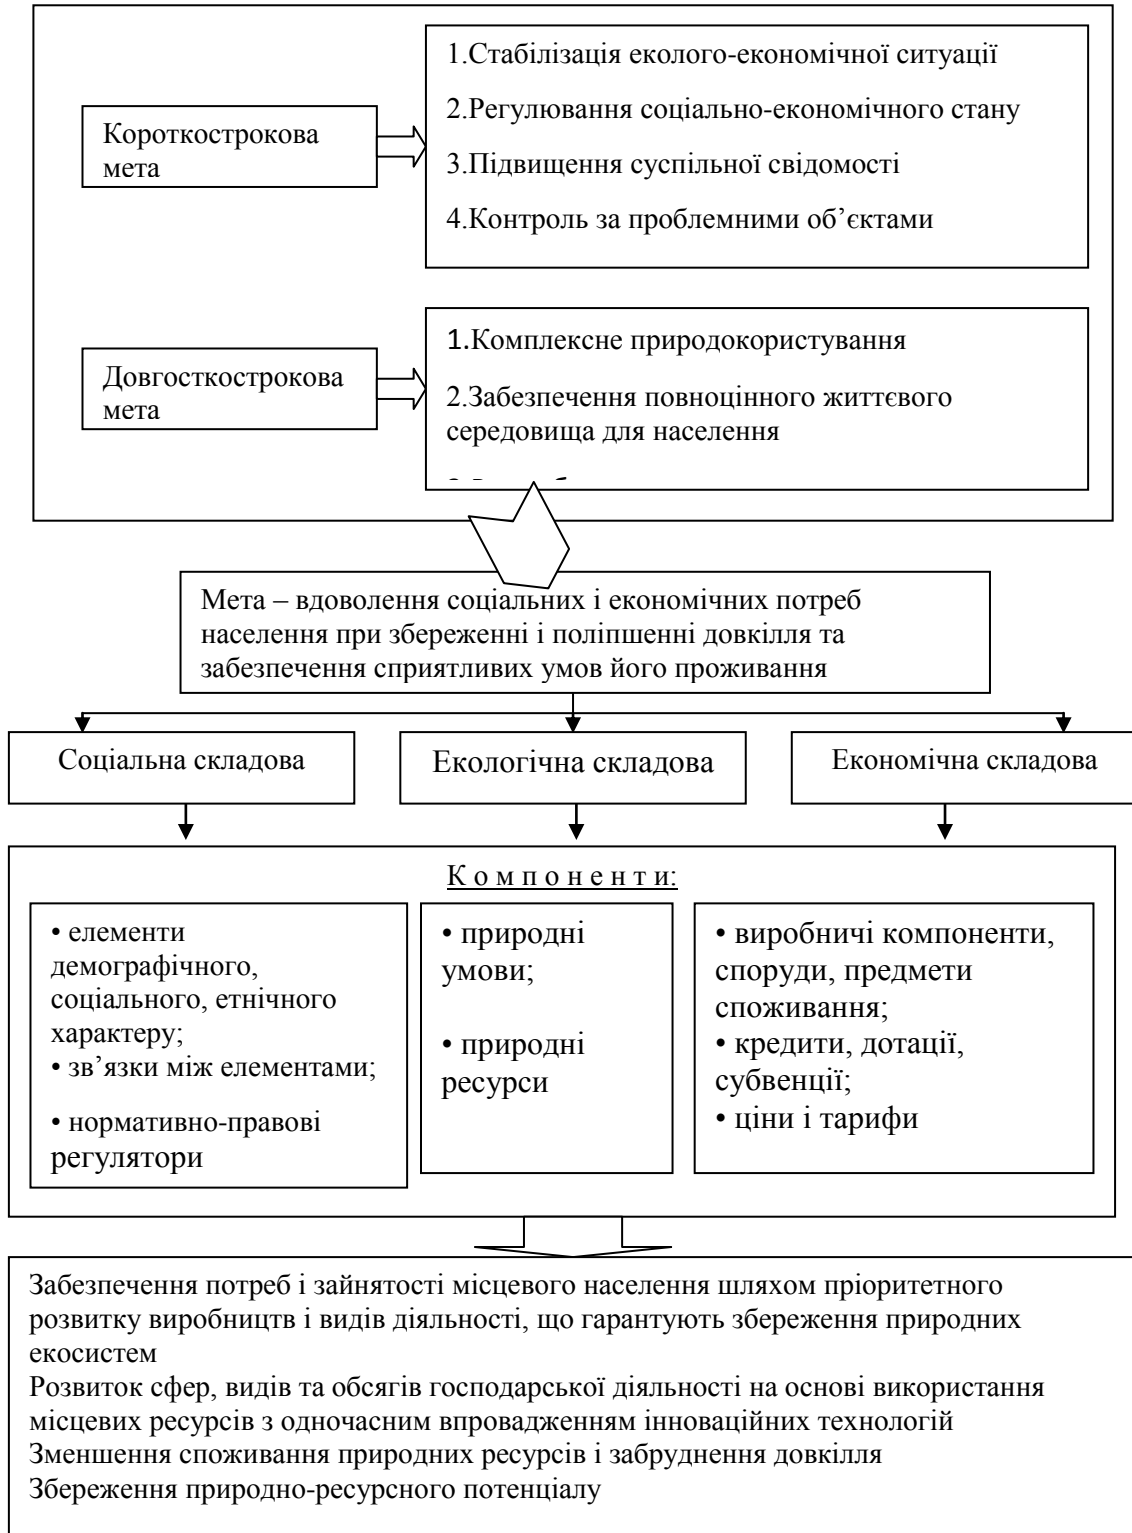 1.Стабілізація еколого-економічної ситуації
2.Регулювання соціально-економічного стану
3.Підвищення суспільної свідомості
4.Контроль за проблемними об’єктами
Короткострокова
мета
1.Комплексне природокористування
2.Забезпечення повноцінного життєвого
середовища для населення
Довгосткострокова
мета
Мета – вдоволення соціальних і економічних потреб
населення при збереженні і поліпшенні довкілля та
забезпечення сприятливих умов його проживання
Соціальна складова
Екологічна складова
Економічна складова
К о м п о н е н т и:
• елементи
демографічного,
соціального, етнічного
характеру;
• зв’язки між елементами;
• нормативно-правові
регулятори
• природні
умови;
• природні
ресурси
• виробничі компоненти,
споруди, предмети
споживання;
• кредити, дотації,
субвенції;
• ціни і тарифи
Забезпечення потреб і зайнятості місцевого населення шляхом пріоритетного
розвитку виробництв і видів діяльності, що гарантують збереження природних
екосистем
Розвиток сфер, видів та обсягів господарської діяльності на основі використання
місцевих ресурсів з одночасним впровадженням інноваційних технологій
Зменшення споживання природних ресурсів і забруднення довкілля
Збереження природно-ресурсного потенціалу